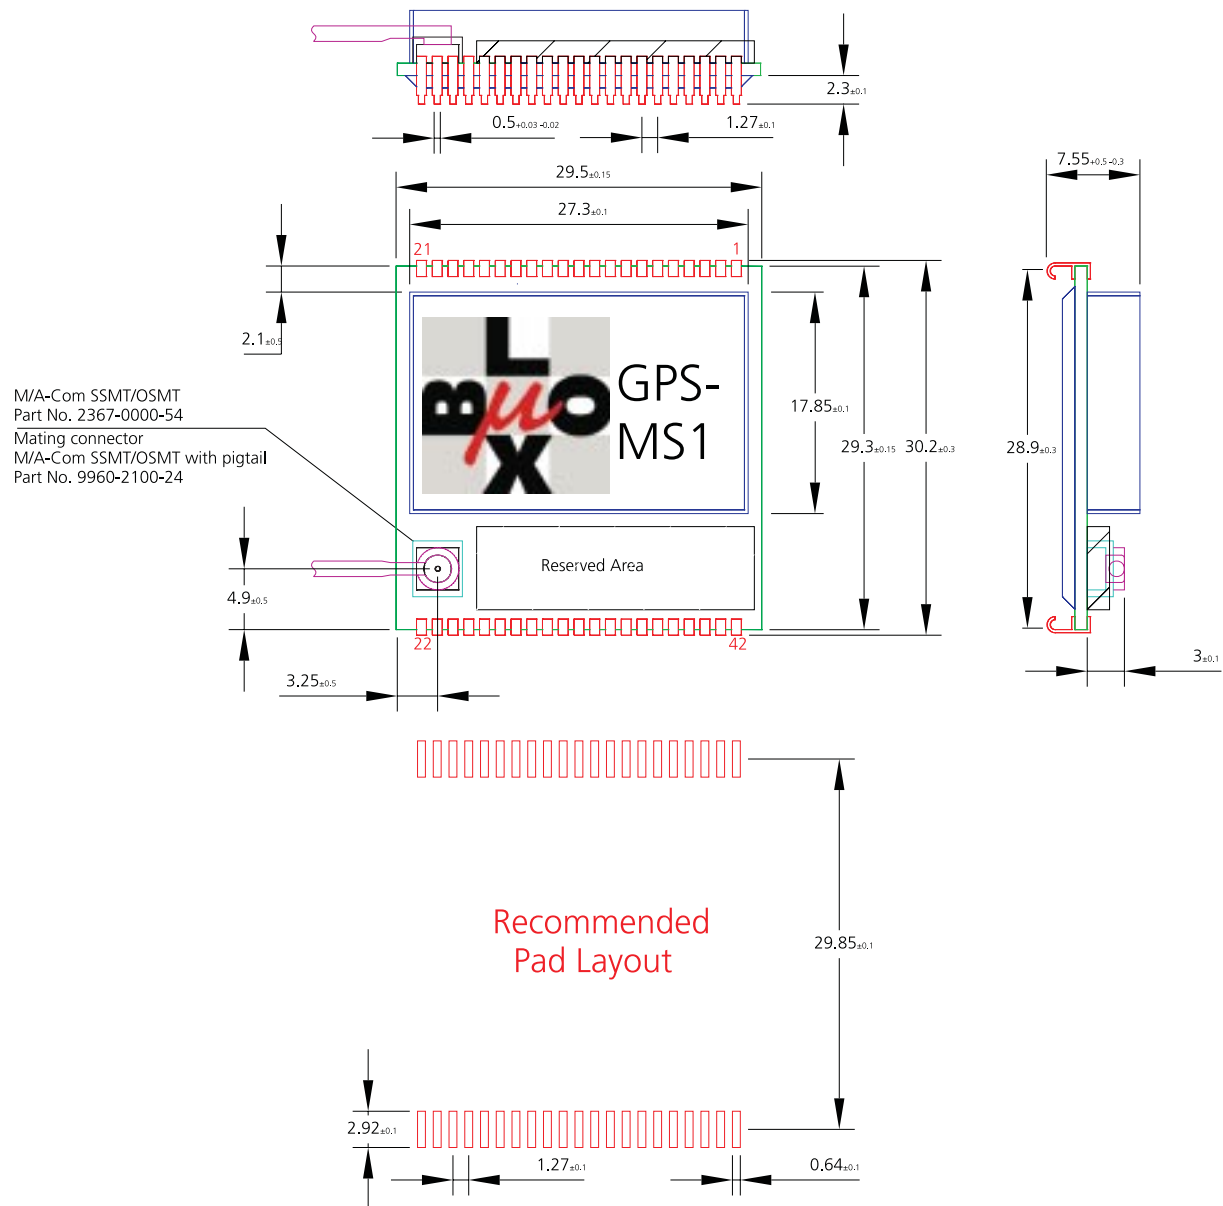 2.3±0.1
0.5+0.03 -0.02
1.27±0.1
7.55+0.5-0.3
29.5±0.15
27.3±0.1
21
1
2.1±0.5
M/A-Com SSMT/OSMT
Part No. 2367-0000-54
Mating connector
M/A-Com SSMT/OSMT with pigtail
Part No. 9960-2100-24
BLµOX
GPS-
MS1
17.85±0.1
29.3±0.15
30.2±0.3
28.9±0.3
Reserved Area
4.9±0.5
22
42
3.25±0.5
3±0.1
Recommended
Pad Layout
29.85±0.1
2.92±0.1
1.27±0.1
0.64±0.1